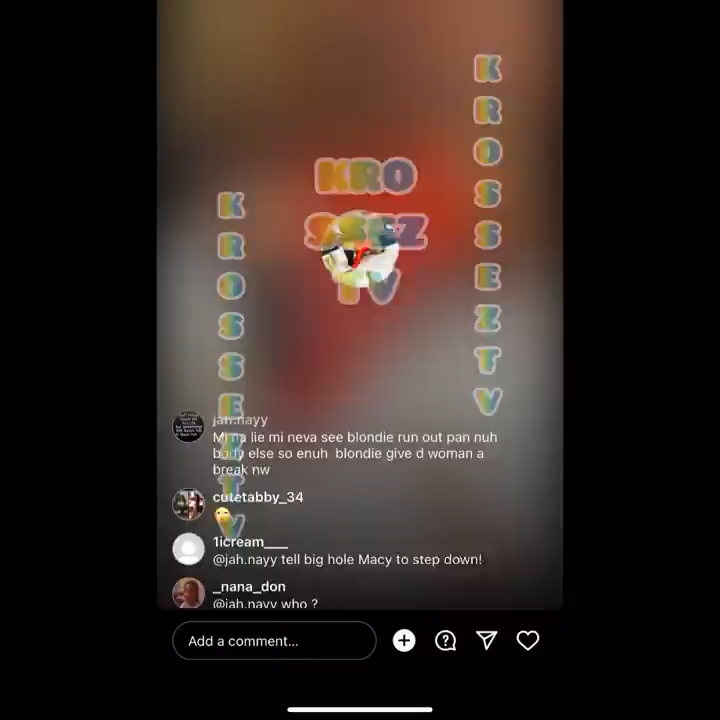 K
R
O
S
S
E
Z
T
V
KRO
SSEZ
TV
K
R
O
S
S
E
Z
T
V
jah.nayy
Mi na lie mi neva see blondie run out pan nuh
body else so enuh blondie give d woman a
break nw
cutetabby_34
🫢
1icream___
@jah.nayy tell big hole Macy to step down!
_nana_don
@jah.nayy who ?
Add a comment...